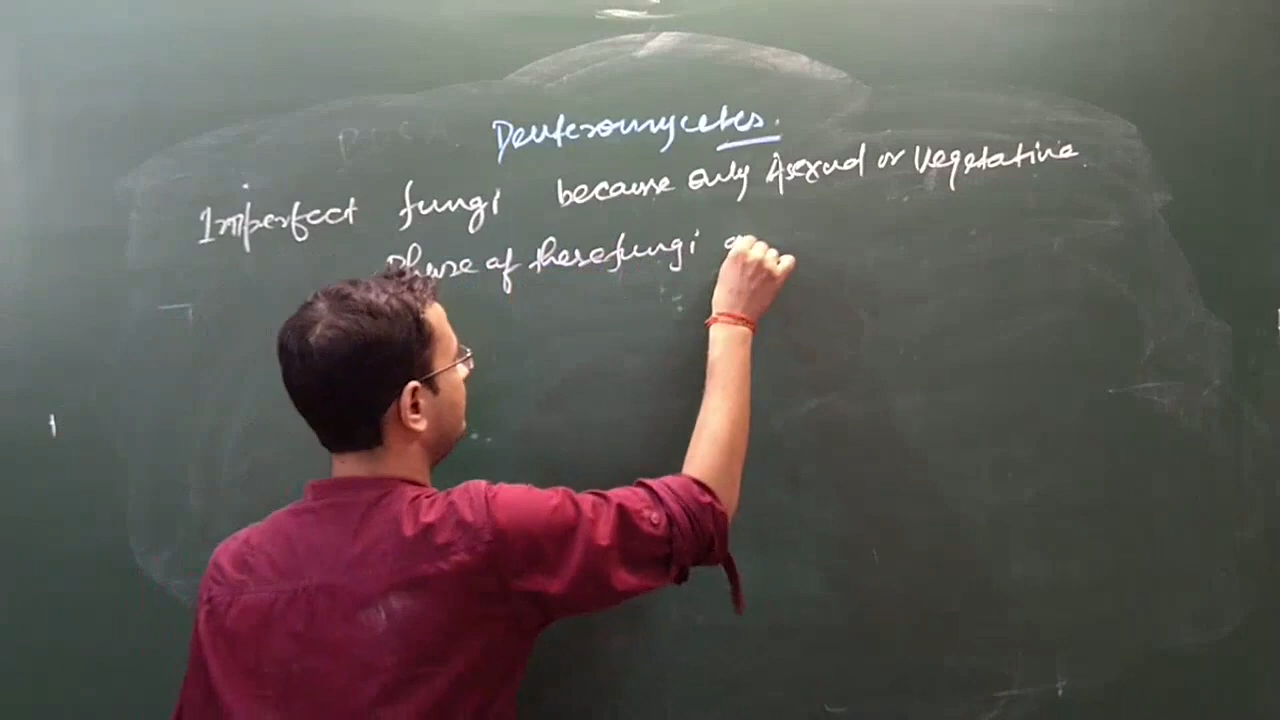 Deuteromycetes.
Imperfect fungi because only Asexual or Vegetative
Phase of these fungi a